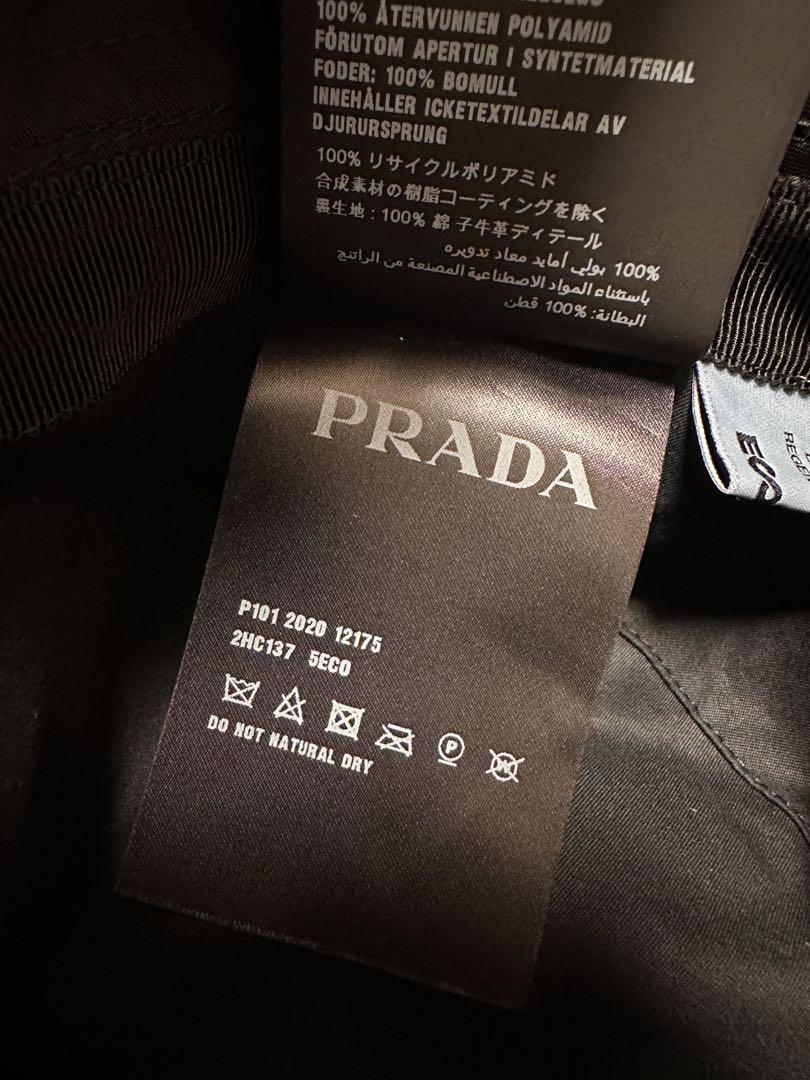 100% ÅTERVUNNEN POLYAMID
FÖRUTOM APERTUR I SYNTETMATERIAL
FODER: 100% BOMULL
INNEHÅLLER ICKETEXTILDELAR AV
DJURURSPRUNG
100% リサイクルポリアミド
合成素材の樹脂コーティングを除く
裏生地 : 100% 綿 子牛革ディテール
100% بولي أمايد معاد تدويره
باستثناء المواد الاصطناعية المصنعة من الراتنج
البطانة: 100% قطن
PRADA
P101 2020 12175
2HC137 5ECO
P W
DO NOT NATURAL DRY